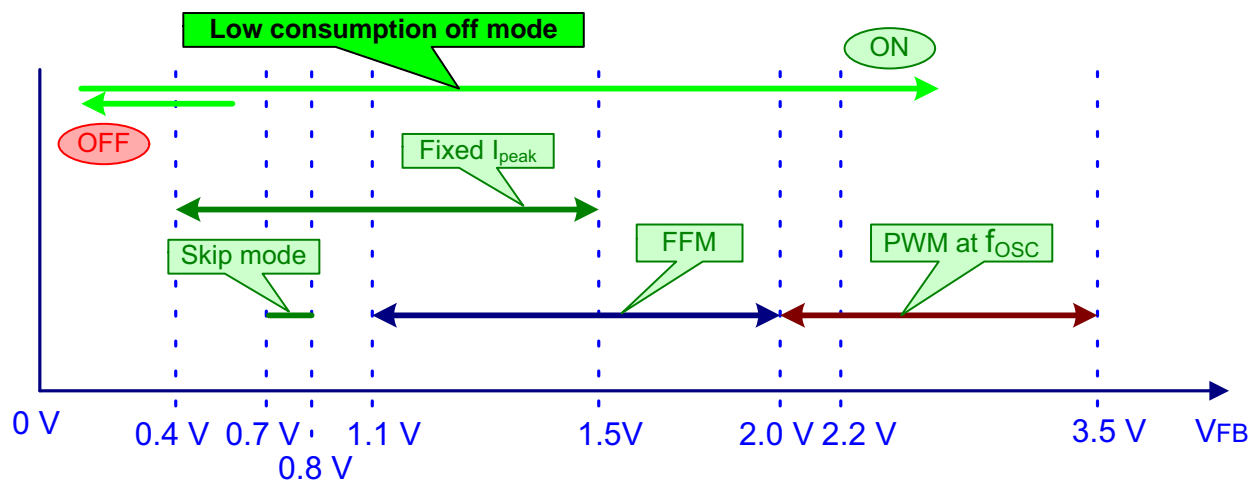 Low consumption off mode
ON
OFF
Fixed Ipeak
Skip mode
FFM
PWM at fOSC
0 V
0.4 V
0.7 V
0.8 V
1.1 V
1.5V
2.0 V
2.2 V
3.5 V
VFB